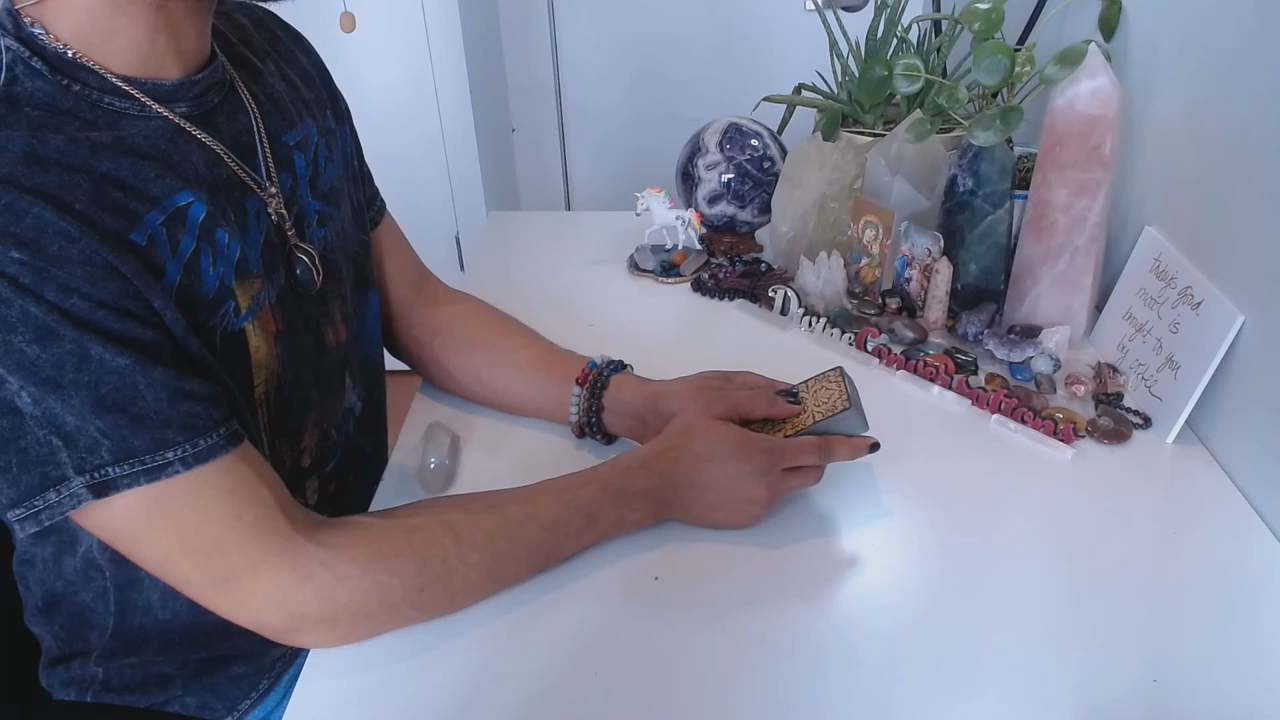 Divine Conversations
today's good
mood is
brought to you
by coffee